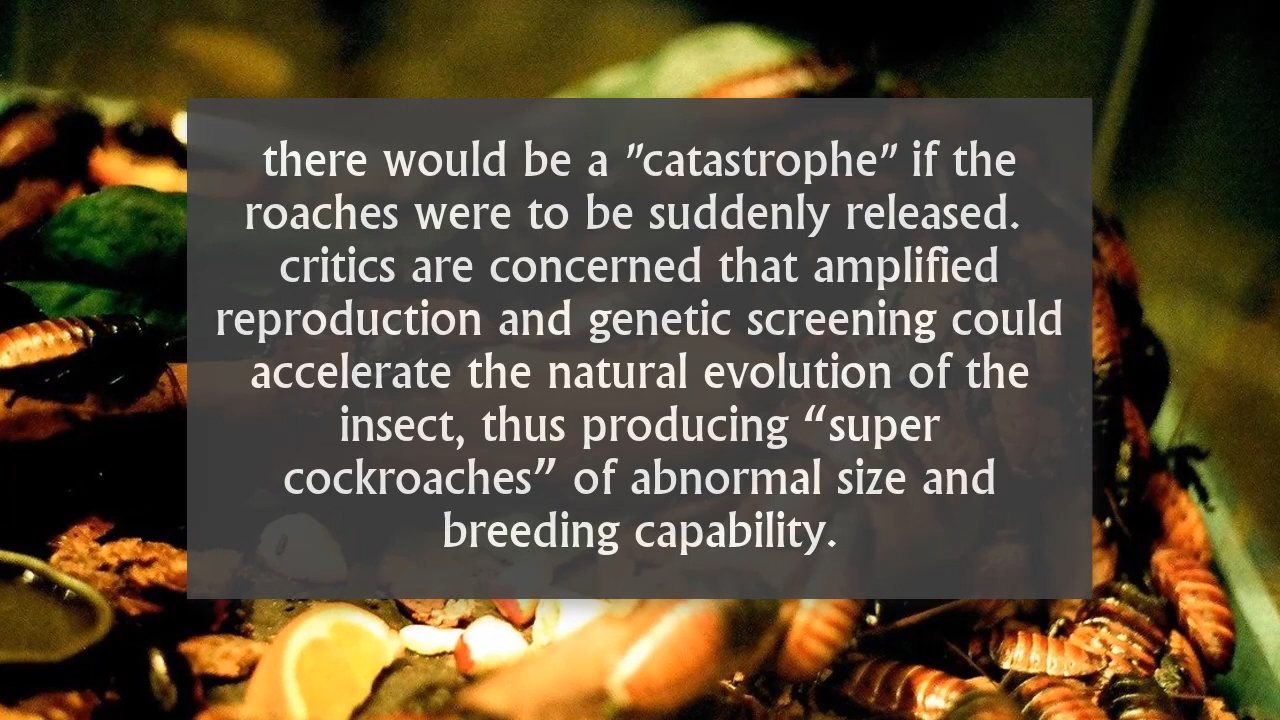 there would be a "catastrophe" if the
roaches were to be suddenly released.
critics are concerned that amplified
reproduction and genetic screening could
accelerate the natural evolution of the
insect, thus producing “super
cockroaches” of abnormal size and
breeding capability.